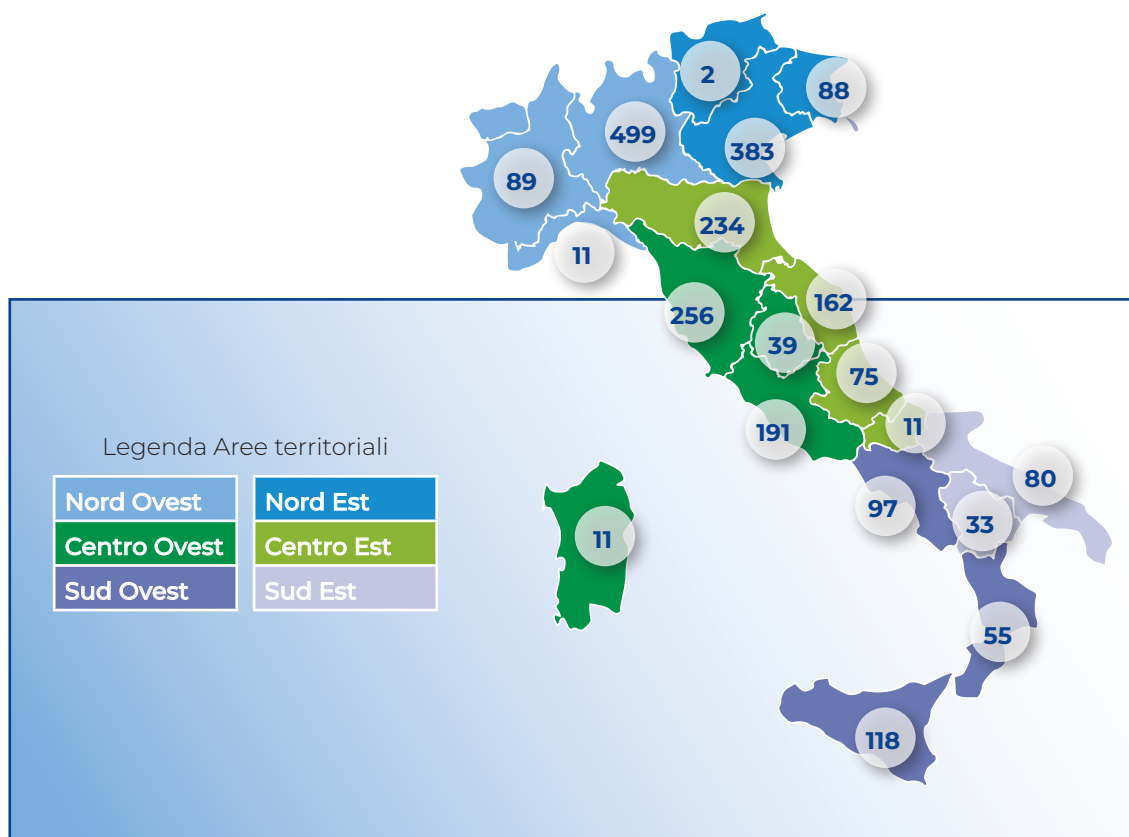 2
88
499
383
89
234
11
162
256
39
75
191
11
Legenda Aree territoriali
80
Nord Ovest
Nord Est
97
33
Centro Ovest
Centro Est
11
Sud Ovest
Sud Est
55
118